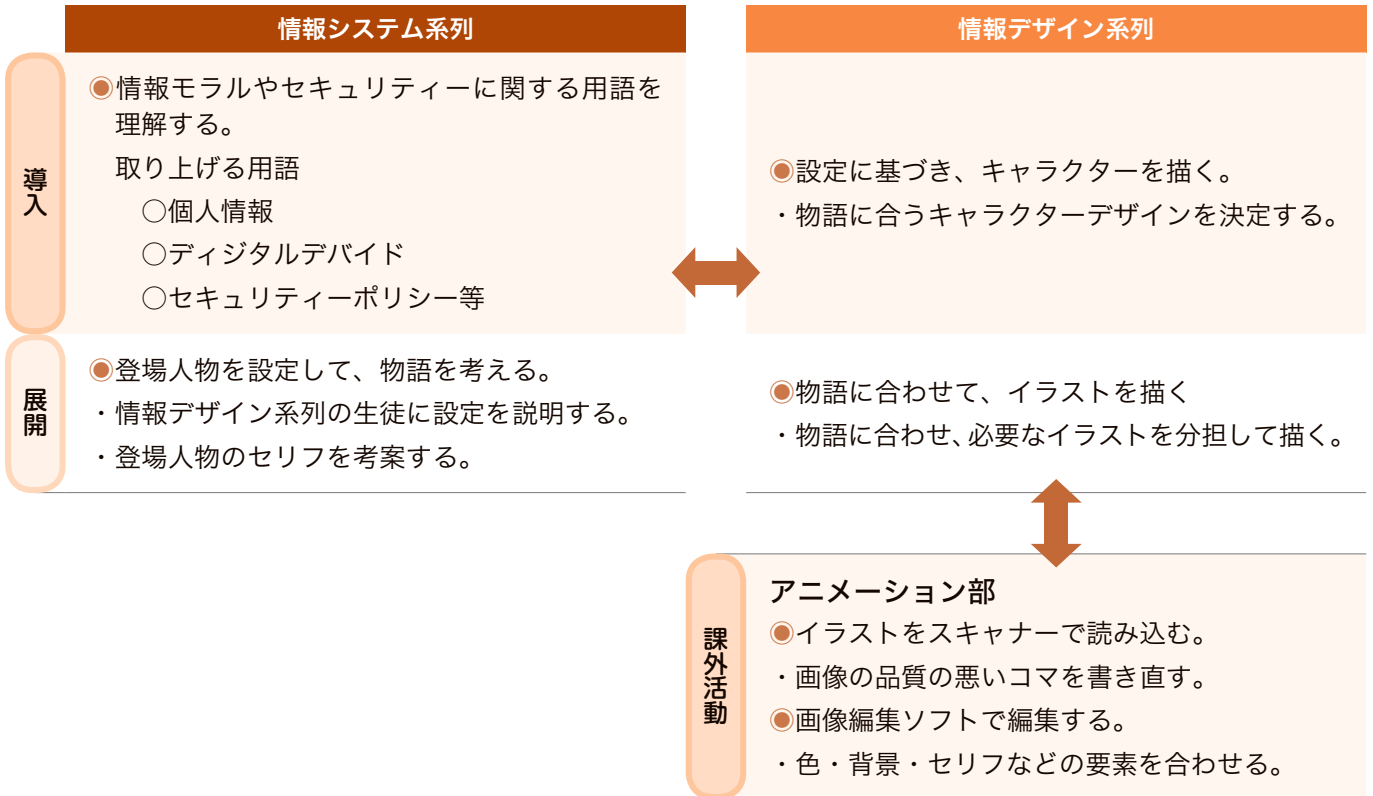 情報システム系列
情報デザイン系列
導入
◉情報モラルやセキュリティーに関する用語を
理解する。
取り上げる用語
○個人情報
○ディジタルデバイド
○セキュリティーポリシー等
◉設定に基づき、キャラクターを描く。
・物語に合うキャラクターデザインを決定する。
展開
◉登場人物を設定して、物語を考える。
・情報デザイン系列の生徒に設定を説明する。
・登場人物のセリフを考案する。
◉物語に合わせて、イラストを描く
・物語に合わせ、必要なイラストを分担して描く。
課外活動
アニメーション部
◉イラストをスキャナーで読み込む。
・画像の品質の悪いコマを書き直す。
◉画像編集ソフトで編集する。
・色・背景・セリフなどの要素を合わせる。